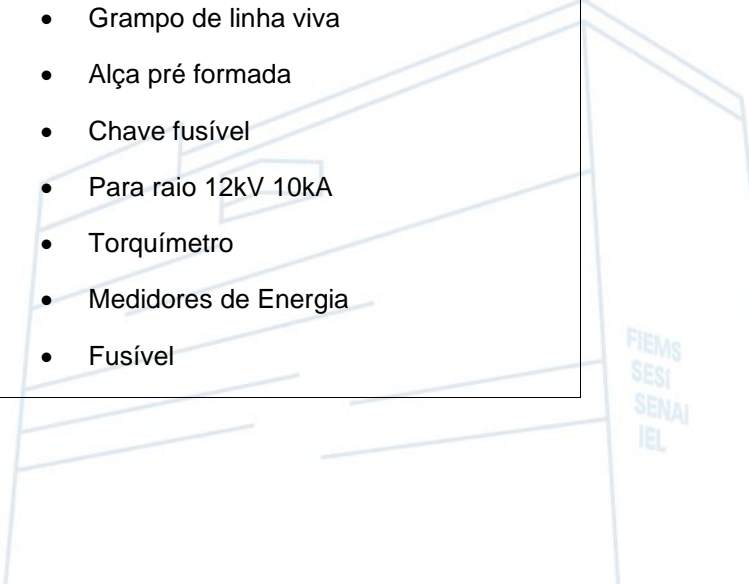 • Grampo de linha viva
• Alça pré formada
• Chave fusível
• Para raio 12kV 10kA
• Torquímetro
• Medidores de Energia
• Fusível
FIEMS
SESI
SENAI
IEL